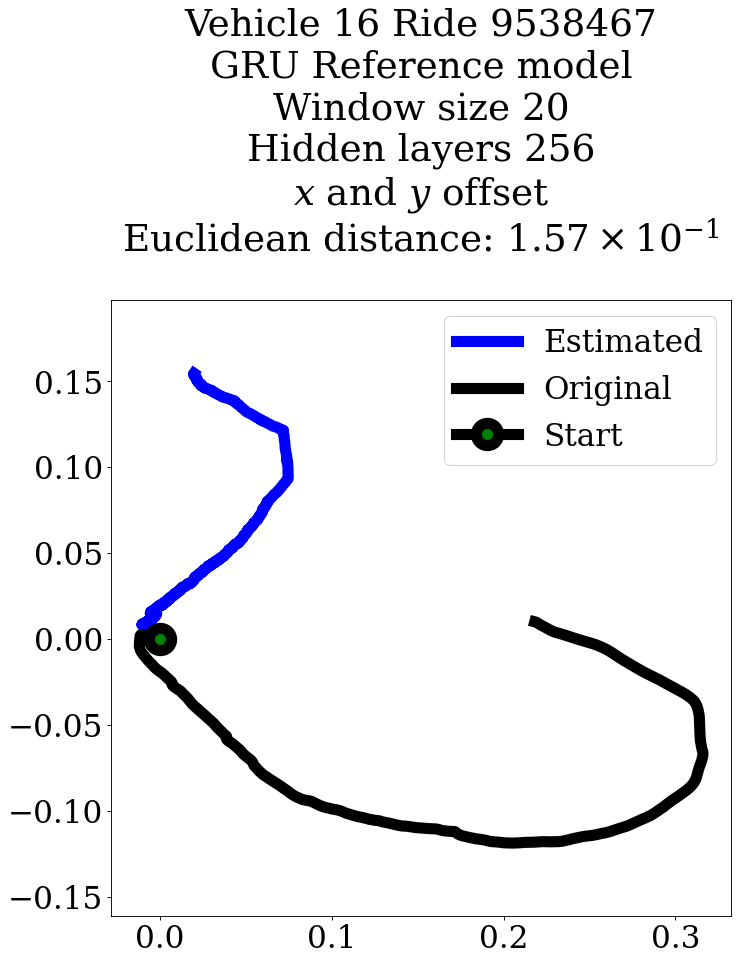 Vehicle 16 Ride 9538467
GRU Reference model
Window size 20
Hidden layers 256
x and y offset
Euclidean distance: 1.57 × 10⁻¹
Estimated
Original
Start
0.15
0.10
0.05
0.00
−0.05
−0.10
−0.15
0.0 0.1 0.2 0.3